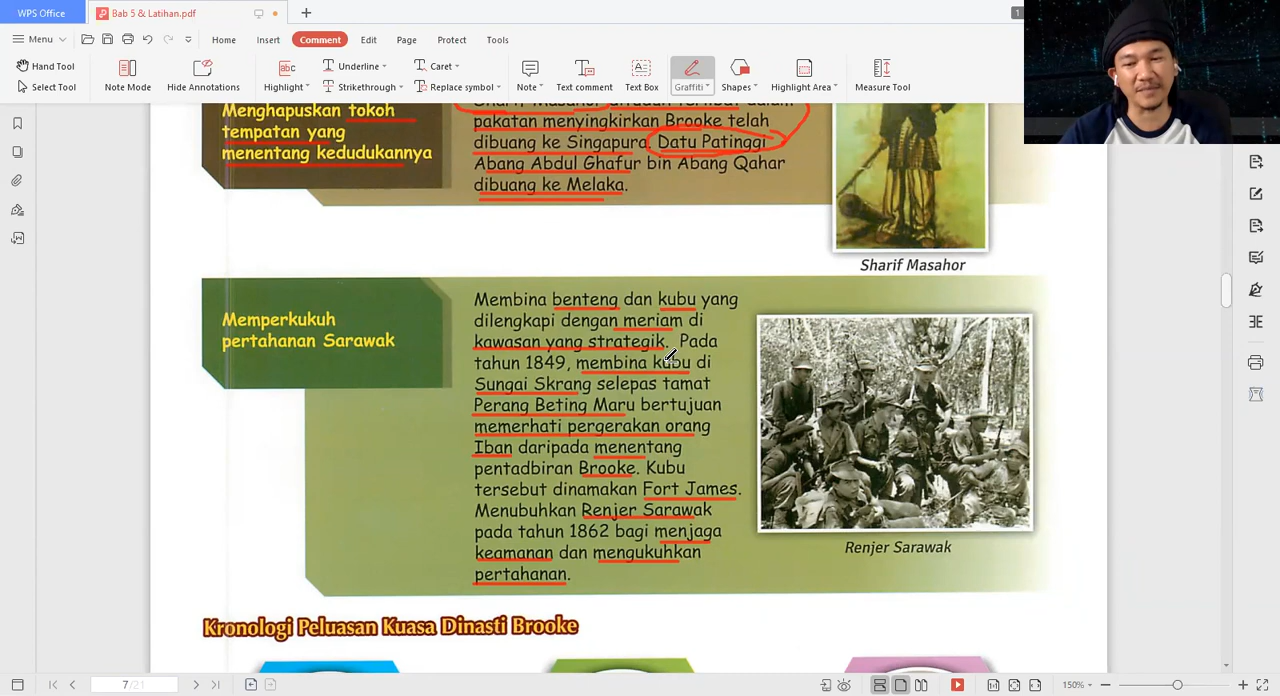 WPS Office
Bab 5 & Latihan.pdf
1
Menu
Home
Insert
Comment
Edit
Page
Protect
Tools
Hand Tool
Select Tool
Note Mode
Hide Annotations
abc
Highlight
Underline
Strikethrough
Caret
Replace symbol
Note
Text comment
Text Box
Graffiti
Shapes
Highlight Area
Measure Tool
Menghapuskan tokoh
tempatan yang
menentang kedudukannya
pakatan menyingkirkan Brooke telah
dibuang ke Singapura. Datu Patinggi
Abang Abdul Ghafur bin Abang Qahar
dibuang ke Melaka.
Sharif Masahor
Memperkukuh
pertahanan Sarawak
Membina benteng dan kubu yang
dilengkapi dengan meriam di
kawasan yang strategik. Pada
tahun 1849, membina kubu di
Sungai Skrang selepas tamat
Perang Beting Maru bertujuan
memerhati pergerakan orang
Iban daripada menentang
pentadbiran Brooke. Kubu
tersebut dinamakan Fort James.
Menubuhkan Renjer Sarawak
pada tahun 1862 bagi menjaga
keamanan dan mengukuhkan
pertahanan.
Renjer Sarawak
Kronologi Peluasan Kuasa Dinasti Brooke
7/21
150%